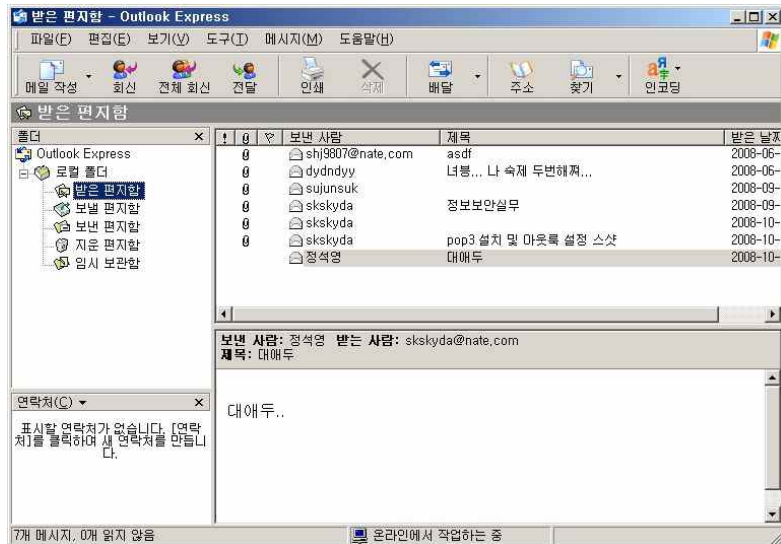 받은 편지함 - Outlook Express
파일(F) 편집(E) 보기(V) 도구(T) 메시지(M) 도움말(H)
메일 작성 회신 전체 회신 전달 인쇄 삭제 배달 주소 찾기 인코딩
받은 편지함
폴더
Outlook Express
로컬 폴더
받은 편지함
보낼 편지함
보낸 편지함
지운 편지함
임시 보관함
! 보낸 사람 제목 받은 날짜
shj9807@nate,com asdf 2008-06-
dydndyy 녀봉... 나 숙제 두번해쪄... 2008-06-
sujunsuk 2008-09-
skskyda 정보보안실무 2008-09-
skskyda 2008-10-
skskyda pop3 설치 및 아웃룩 설정 스샷 2008-10-
정석영 대애두 2008-10-
보낸 사람: 정석영 받는 사람: skskyda@nate,com
제목: 대애두
대애두..
연락처(C)
표시할 연락처가 없습니다. [연락
처]를 클릭하여 새 연락처를 만듭니
다.
7개 메시지, 0개 읽지 않음
온라인에서 작업하는 중